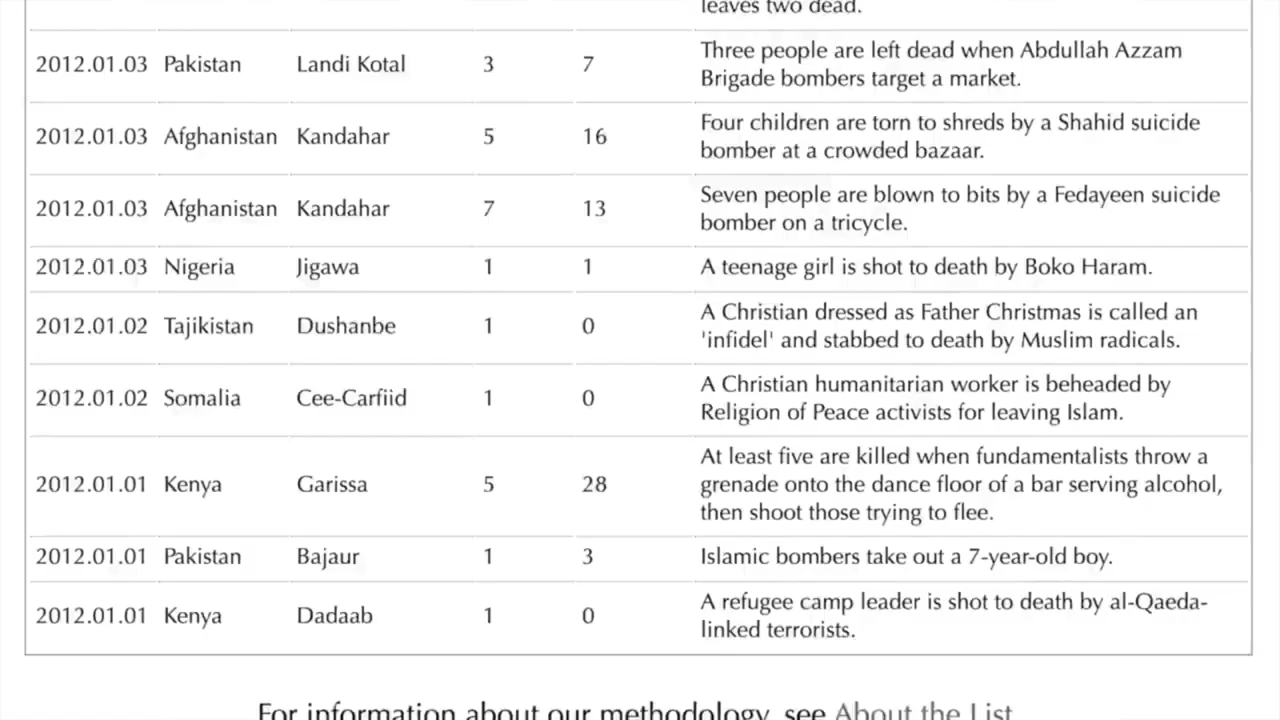 leaves two dead.
2012.01.03 Pakistan Landi Kotal 3 7 Three people are left dead when Abdullah Azzam
Brigade bombers target a market.
2012.01.03 Afghanistan Kandahar 5 16 Four children are torn to shreds by a Shahid suicide
bomber at a crowded bazaar.
2012.01.03 Afghanistan Kandahar 7 13 Seven people are blown to bits by a Fedayeen suicide
bomber on a tricycle.
2012.01.03 Nigeria Jigawa 1 1 A teenage girl is shot to death by Boko Haram.
2012.01.02 Tajikistan Dushanbe 1 0 A Christian dressed as Father Christmas is called an
'infidel' and stabbed to death by Muslim radicals.
2012.01.02 Somalia Cee-Carfiid 1 0 A Christian humanitarian worker is beheaded by
Religion of Peace activists for leaving Islam.
At least five are killed when fundamentalists throw a
2012.01.01 Kenya Garissa 5 28 grenade onto the dance floor of a bar serving alcohol,
then shoot those trying to flee.
2012.01.01 Pakistan Bajaur 1 3 Islamic bombers take out a 7-year-old boy.
2012.01.01 Kenya Dadaab 1 0 A refugee camp leader is shot to death by al-Qaeda-
linked terrorists.
For information about our methodology, see About the List